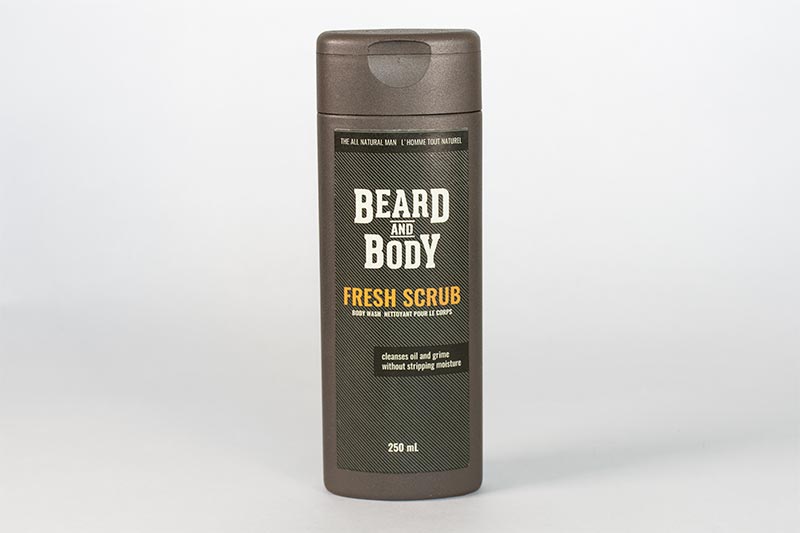 THE ALL NATURAL MAN L'HOMME TOUT NATUREL
BEARD
AND
BODY
FRESH SCRUB
BODY WASH NETTOYANT POUR LE CORPS
cleanses oil and grime
without stripping moisture
250 mL